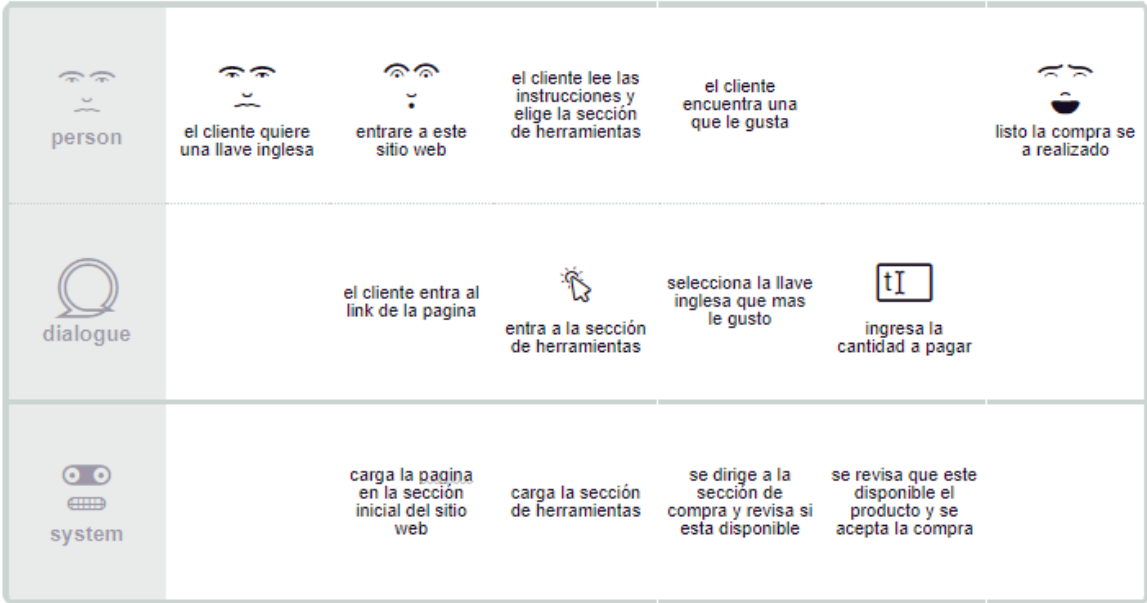 person
el cliente quiere
una llave inglesa
entrare a este
sitio web
el cliente lee las
instrucciones y
elige la sección
de herramientas
el cliente
encuentra una
que le gusta
listo la compra se
a realizado
dialogue
el cliente entra al
link de la pagina
entra a la sección
de herramientas
selecciona la llave
inglesa que mas
le gusto
t
ingresa la
cantidad a pagar
system
carga la pagina
en la sección
inicial del sitio
web
carga la sección
de herramientas
se dirige a la
sección de
compra y revisa si
esta disponible
se revisa que este
disponible el
producto y se
acepta la compra